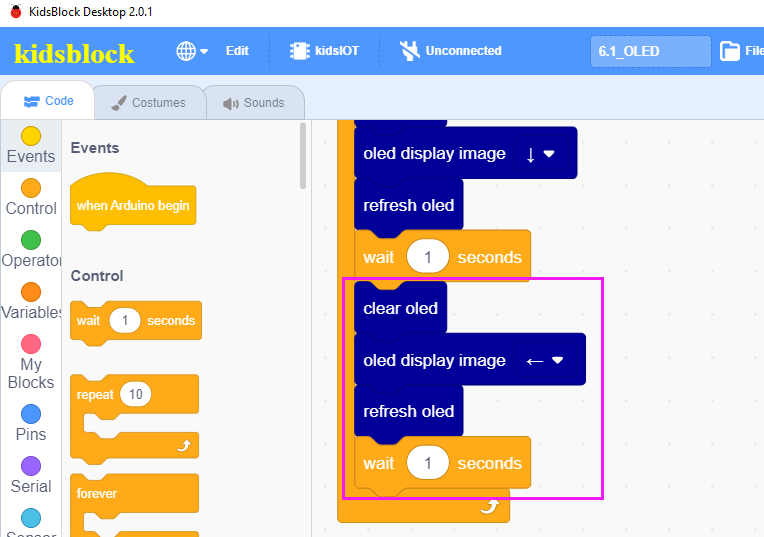 KidsBlock Desktop 2.0.1
kidsblock
Edit
kidsIOT
Unconnected
6.1_OLED
File
Code
Costumes
Sounds
Events
Control
Operator
Variables
My
Blocks
Pins
Serial
Sensor
Events
when Arduino begin
Control
wait 1 seconds
repeat 10
forever
oled display image ↓
refresh oled
wait 1 seconds
clear oled
oled display image ←
refresh oled
wait 1 seconds